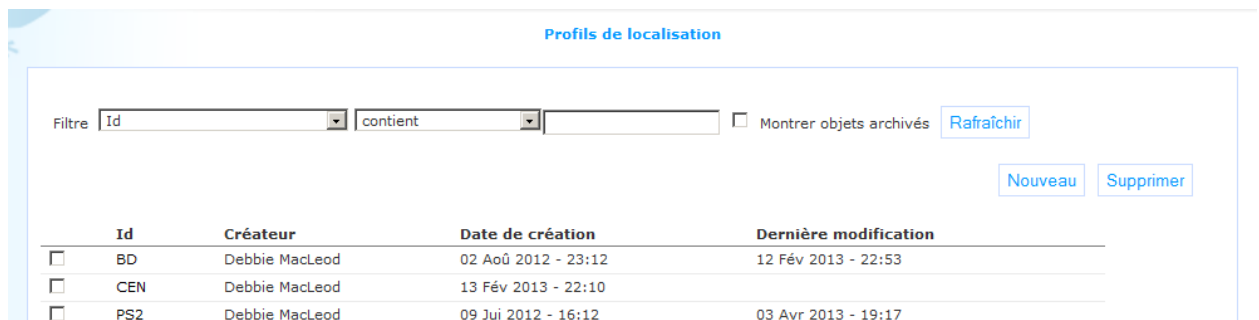 Profils de localisation
Filtre Id contient Montrer objets archivés Rafraîchir
Nouveau Supprimer
Id Créateur Date de création Dernière modification
BD Debbie MacLeod 02 Aoû 2012 - 23:12 12 Fév 2013 - 22:53
CEN Debbie MacLeod 13 Fév 2013 - 22:10
PS2 Debbie MacLeod 09 Jui 2012 - 16:12 03 Avr 2013 - 19:17